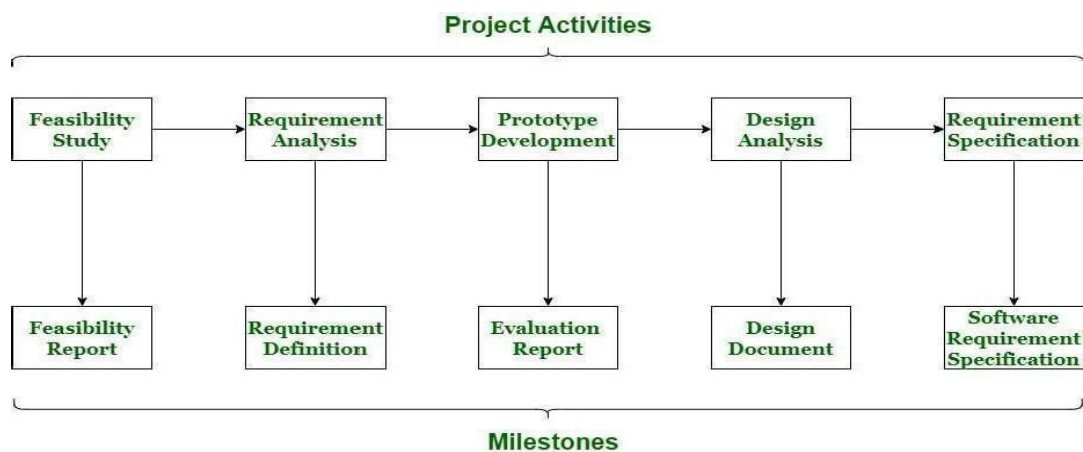 Project Activities
Feasibility
Study
Requirement
Analysis
Prototype
Development
Design
Analysis
Requirement
Specification
Feasibility
Report
Requirement
Definition
Evaluation
Report
Design
Document
Software
Requirement
Specification
Milestones